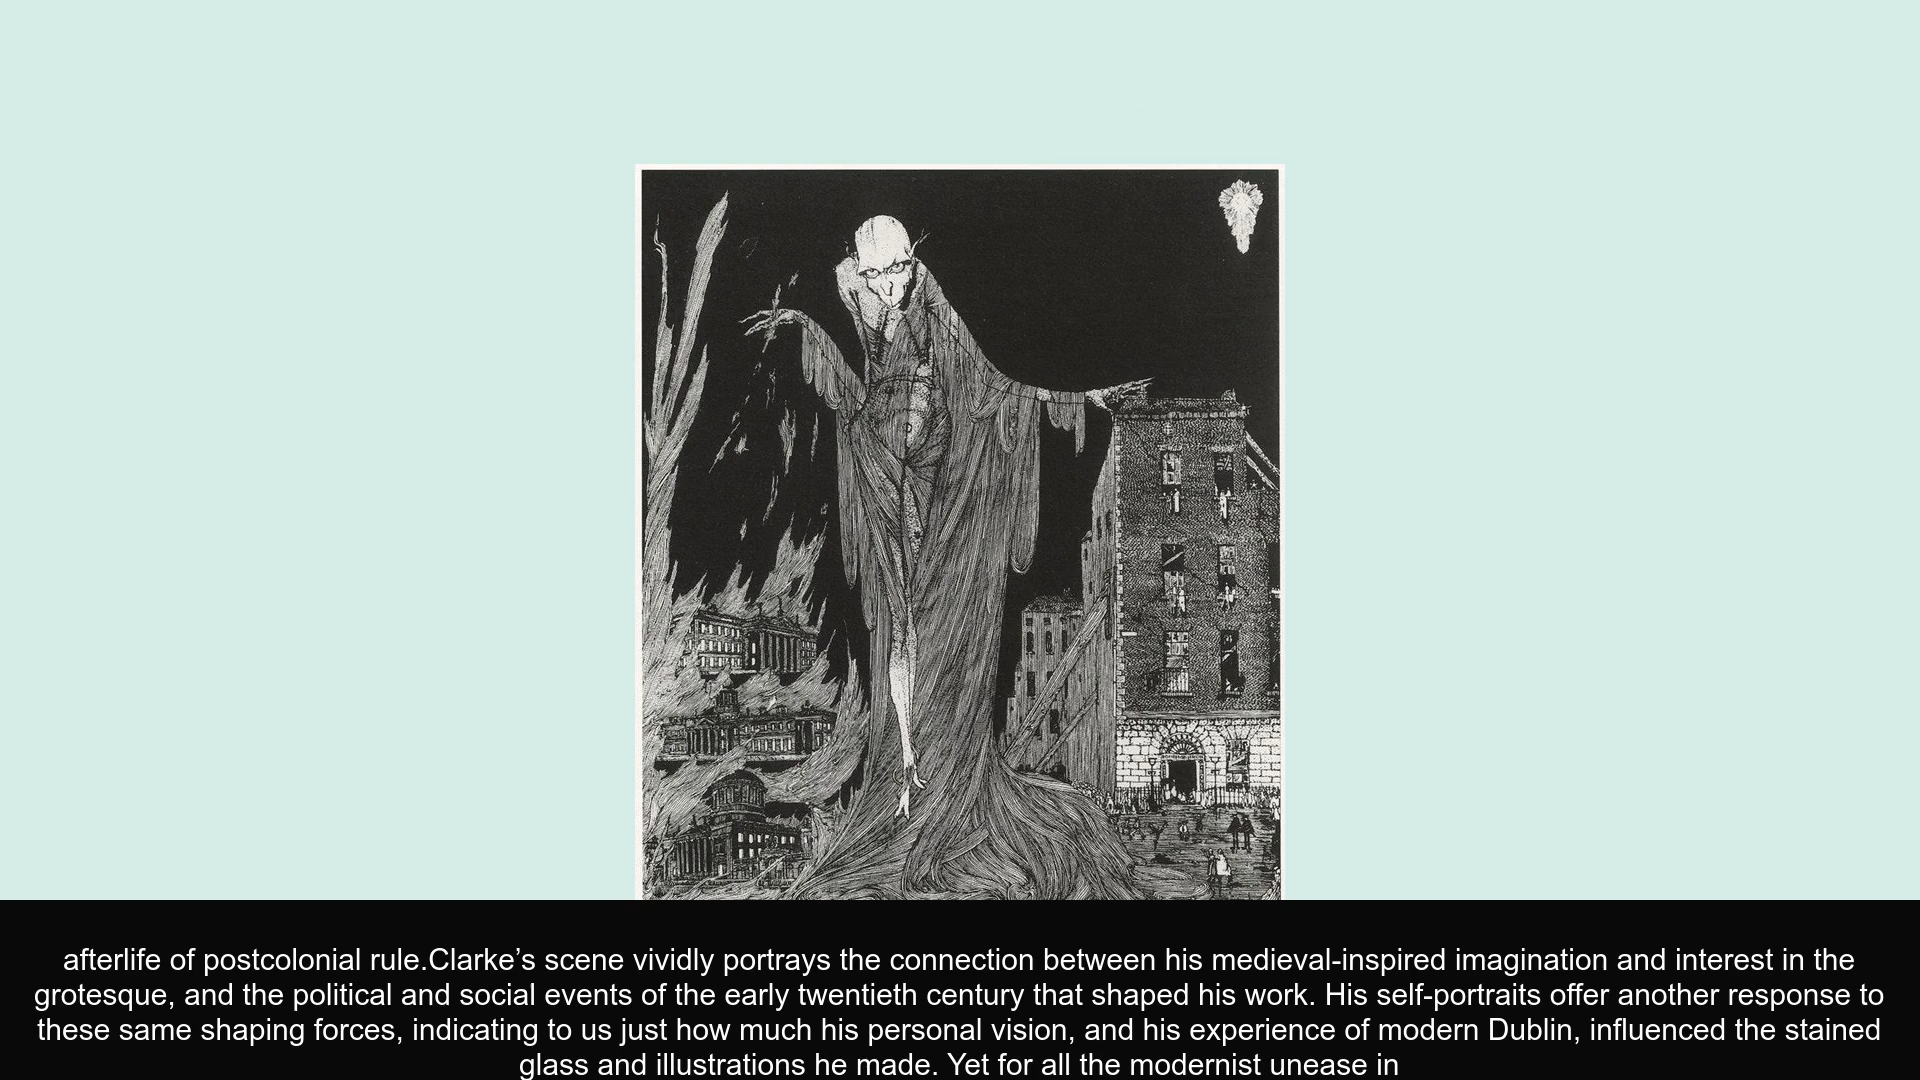 afterlife of postcolonial rule.Clarke’s scene vividly portrays the connection between his medieval-inspired imagination and interest in the
grotesque, and the political and social events of the early twentieth century that shaped his work. His self-portraits offer another response to
these same shaping forces, indicating to us just how much his personal vision, and his experience of modern Dublin, influenced the stained
glass and illustrations he made. Yet for all the modernist unease in